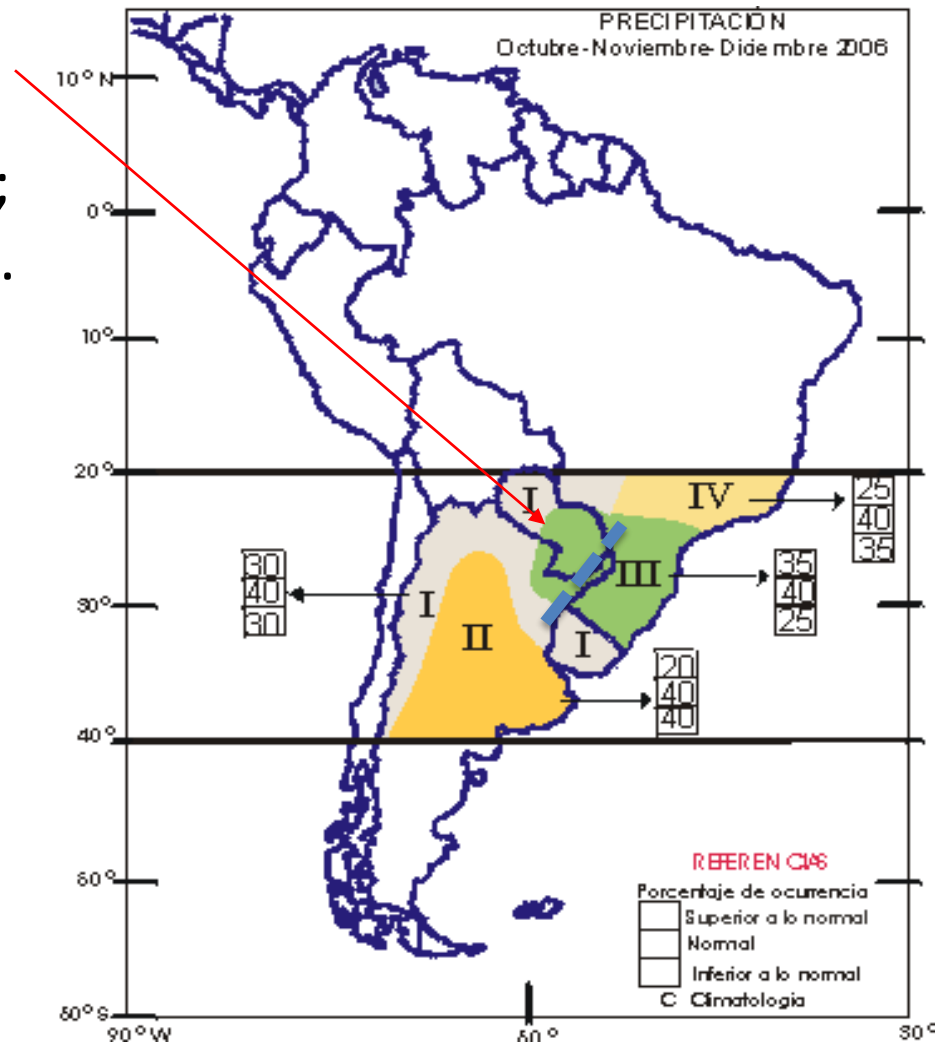 PRECIPITACIÓN
Octubre-Noviembre-Diciembre 2006
10°N
;
0°
.
10°
20°
I
IV
25
40
35
30
40
30
I
III
35
40
25
30°
II
I
20
40
40
40°
50°
REFERENCIAS
Porcentaje de ocurrencia
Superior a lo normal
Normal
Inferior a lo normal
C Climatologia
60°S
90°W
60°
30°